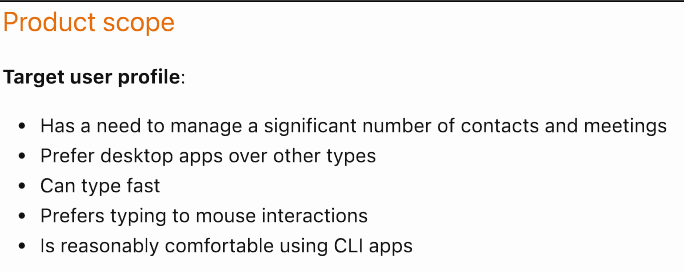 Product scope
Target user profile:
• Has a need to manage a significant number of contacts and meetings
• Prefer desktop apps over other types
• Can type fast
• Prefers typing to mouse interactions
• Is reasonably comfortable using CLI apps